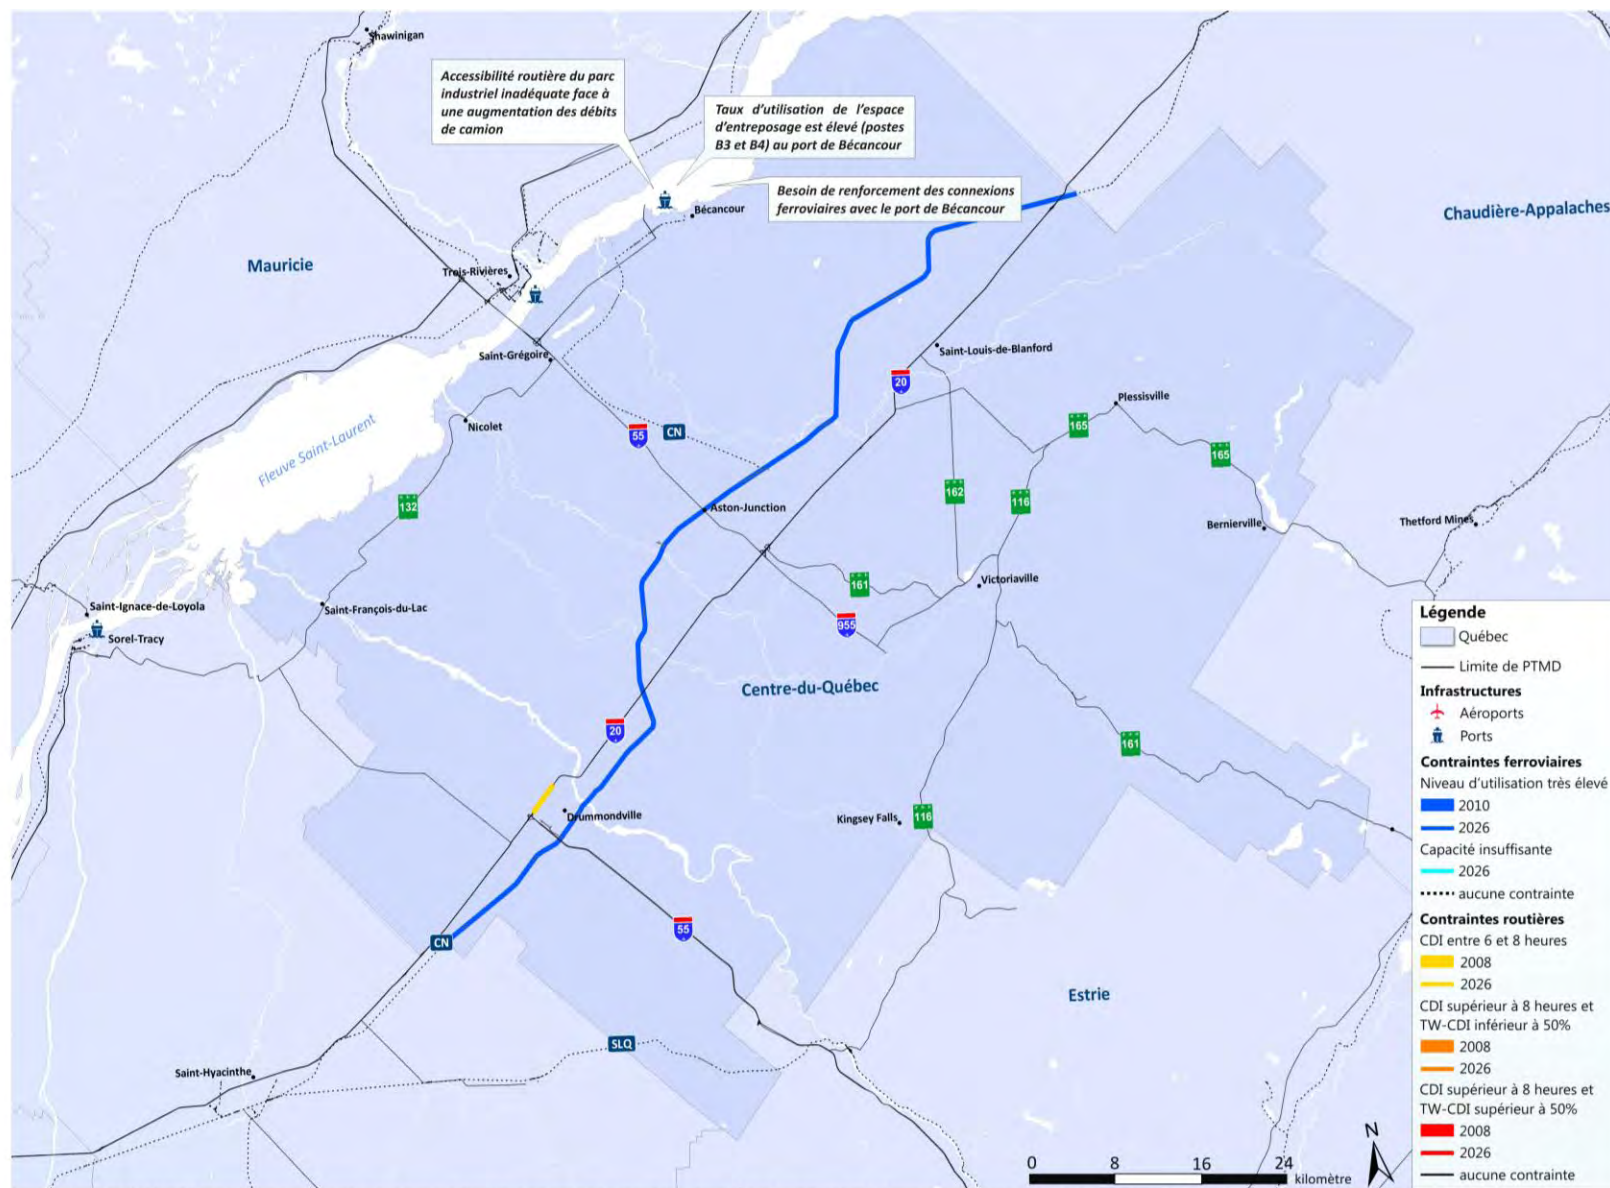 Shawinigan
Accessibilité routière du parc
industriel inadéquate face à
une augmentation des débits
de camion
Taux d'utilisation de l'espace
d'entreposage est élevé (postes
B3 et B4) au port de Bécancour
Besoin de renforcement des connexions
ferroviaires avec le port de Bécancour
Bécancour
Chaudière-Appalaches
Mauricie
Trois-Rivières
Saint-Grégoire
Saint-Louis-de-Blanford
20
Plessisville
Nicolet
55
CN
165
165
Fleuve Saint-Laurent
132
162
116
Aston-Junction
Bernierville
Thetford Mines
161
Victoriaville
955
Saint-Ignace-de-Loyola
Saint-François-du-Lac
Sorel-Tracy
Centre-du-Québec
20
161
Drummondville
Kingsey Falls
116
55
CN
Estrie
SLQ
Saint-Hyacinthe
Légende
Québec
Limite de PTMD
Infrastructures
Aéroports
Ports
Contraintes ferroviaires
Niveau d'utilisation très élevé
2010
2026
Capacité insuffisante
2026
aucune contrainte
Contraintes routières
CDI entre 6 et 8 heures
2008
2026
CDI supérieur à 8 heures et
TW-CDI inférieur à 50%
2008
2026
CDI supérieur à 8 heures et
TW-CDI supérieur à 50%
2008
2026
aucune contrainte
N
0 8 16 24
kilomètre